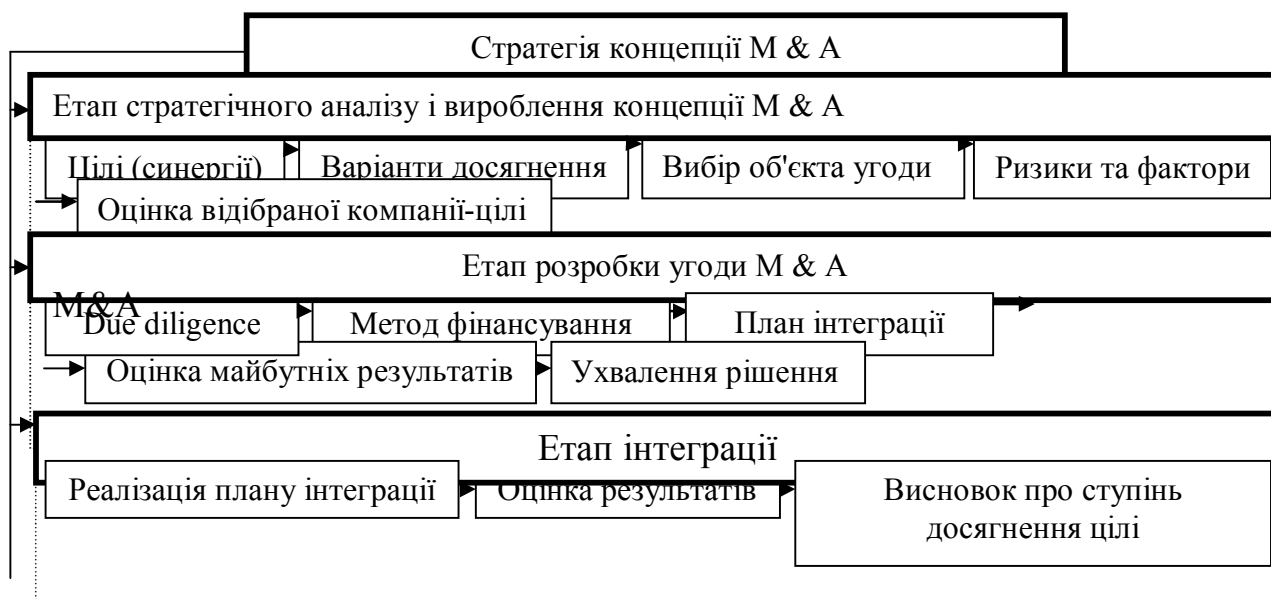 Стратегія концепції M & A
Етап стратегічного аналізу і вироблення концепції M & A
Цілі (синергії)
Варіанти досягнення
Вибір об'єкта угоди
Ризики та фактори
Оцінка відібраної компанії-цілі
Етап розробки угоди M & A
M&A
Due diligence
Метод фінансування
План інтеграції
Оцінка майбутніх результатів
Ухвалення рішення
Етап інтеграції
Реалізація плану інтеграції
Оцінка результатів
Висновок про ступінь
досягнення цілі